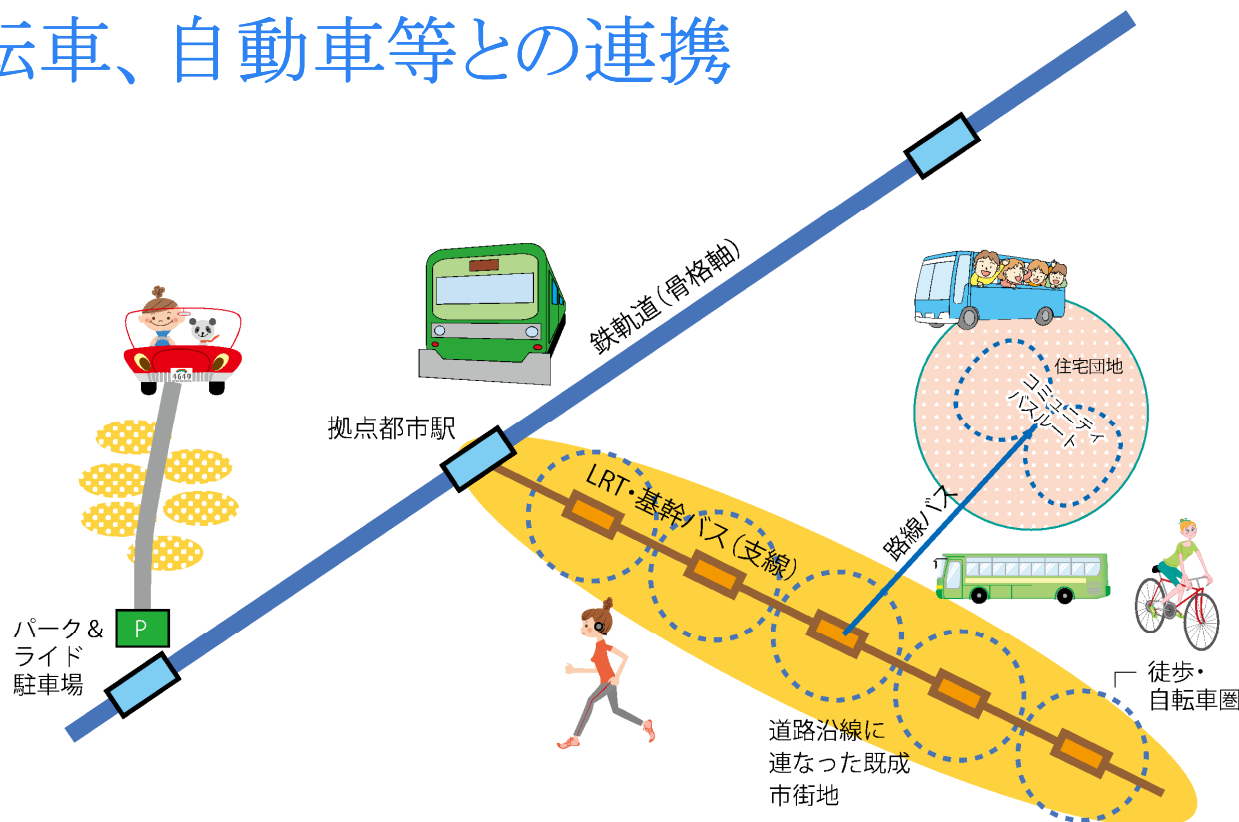 転車、自動車等との連携
鉄軌道（骨格軸）
4649
拠点都市駅
住宅団地
コミュニティ
バスルート
LRT・基幹バス（支線）
路線バス
P
パーク＆
ライド
駐車場
徒歩・
自転車圏
道路沿線に
連なった既成
市街地